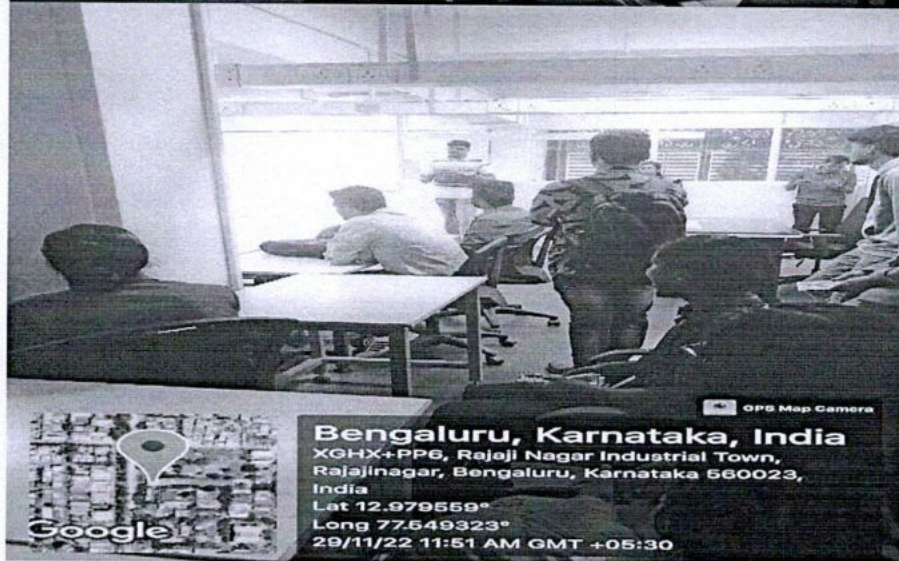 GPS Map Camera
Bengaluru, Karnataka, India
XGHX+PP6, Rajaji Nagar Industrial Town,
Rajajinagar, Bengaluru, Karnataka 560023,
India
Lat 12.979559°
Long 77.549323°
29/11/22 11:51 AM GMT +05:30
Google